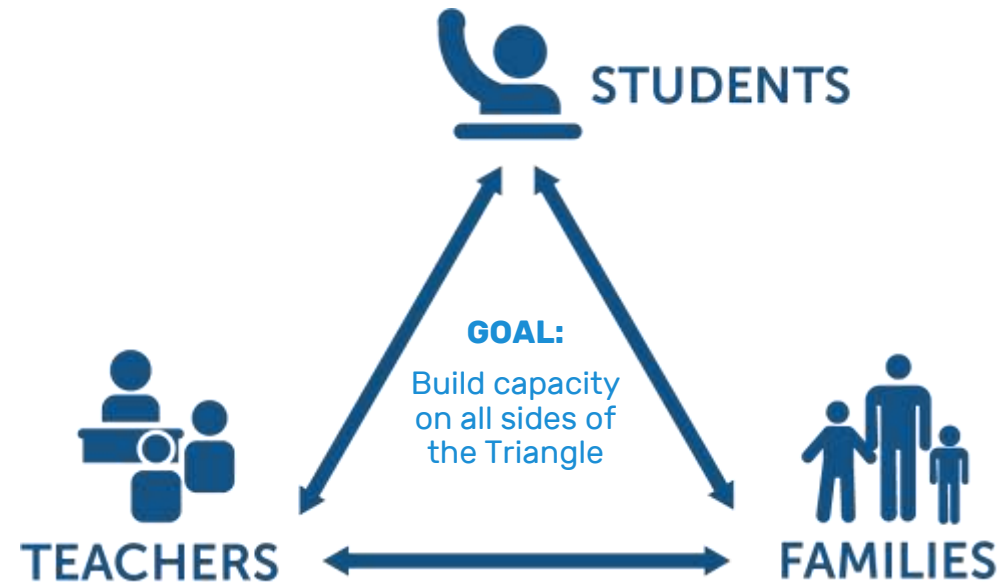 STUDENTS
GOAL:
Build capacity
on all sides of
the Triangle
TEACHERS
FAMILIES